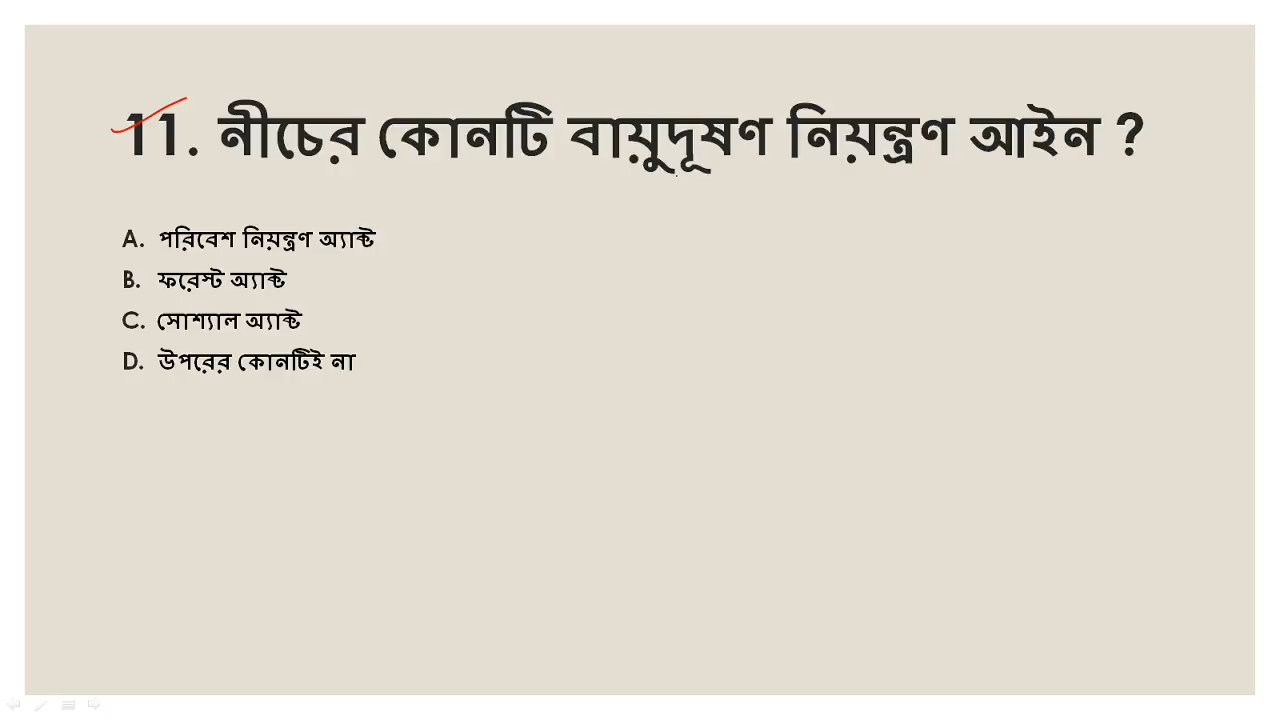 11. নীচের কোনটি বায়ুদূষণ নিয়ন্ত্রণ আইন ?
A. পরিবেশ নিয়ন্ত্রণ অ্যাক্ট
B. ফরেস্ট অ্যাক্ট
C. সোশ্যাল অ্যাক্ট
D. উপরের কোনটিই না